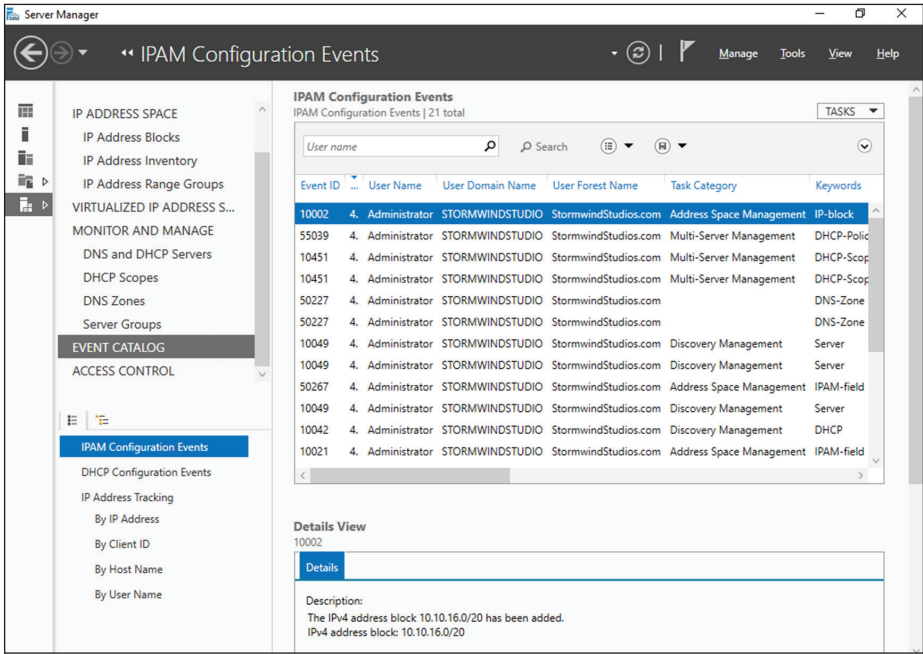 Server Manager
IPAM Configuration Events
Manage Tools View Help
IP ADDRESS SPACE
IP Address Blocks
IP Address Inventory
IP Address Range Groups
VIRTUALIZED IP ADDRESS S...
MONITOR AND MANAGE
DNS and DHCP Servers
DHCP Scopes
DNS Zones
Server Groups
EVENT CATALOG
ACCESS CONTROL
IPAM Configuration Events
DHCP Configuration Events
IP Address Tracking
By IP Address
By Client ID
By Host Name
By User Name
IPAM Configuration Events
IPAM Configuration Events | 21 total
TASKS
User name
Search
Event ID ... User Name User Domain Name User Forest Name Task Category Keywords
10002 4. Administrator STORMWINDSTUDIO StormwindStudios.com Address Space Management IP-block
55039 4. Administrator STORMWINDSTUDIO StormwindStudios.com Multi-Server Management DHCP-Polic
10451 4. Administrator STORMWINDSTUDIO StormwindStudios.com Multi-Server Management DHCP-Scop
10451 4. Administrator STORMWINDSTUDIO StormwindStudios.com Multi-Server Management DHCP-Scop
50227 4. Administrator STORMWINDSTUDIO StormwindStudios.com DNS-Zone
50227 4. Administrator STORMWINDSTUDIO StormwindStudios.com DNS-Zone
10049 4. Administrator STORMWINDSTUDIO StormwindStudios.com Discovery Management Server
10049 4. Administrator STORMWINDSTUDIO StormwindStudios.com Discovery Management Server
50267 4. Administrator STORMWINDSTUDIO StormwindStudios.com Address Space Management IPAM-field
10049 4. Administrator STORMWINDSTUDIO StormwindStudios.com Discovery Management Server
10042 4. Administrator STORMWINDSTUDIO StormwindStudios.com Discovery Management DHCP
10021 4. Administrator STORMWINDSTUDIO StormwindStudios.com Address Space Management IPAM-field
Details View
10002
Details
Description:
The IPv4 address block 10.10.16.0/20 has been added.
IPv4 address block: 10.10.16.0/20